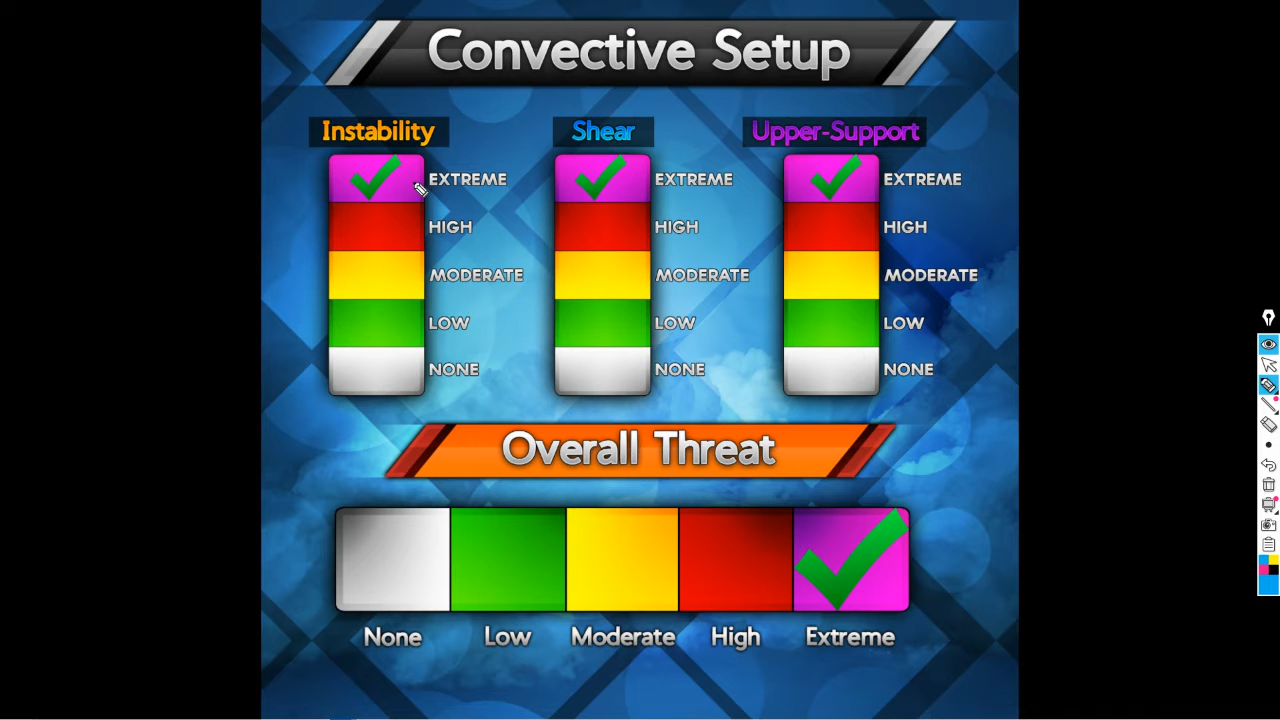 Convective Setup
Instability
Shear
Upper-Support
EXTREME
EXTREME
EXTREME
HIGH
HIGH
HIGH
MODERATE
MODERATE
MODERATE
LOW
LOW
LOW
NONE
NONE
NONE
Overall Threat
None
Low
Moderate
High
Extreme